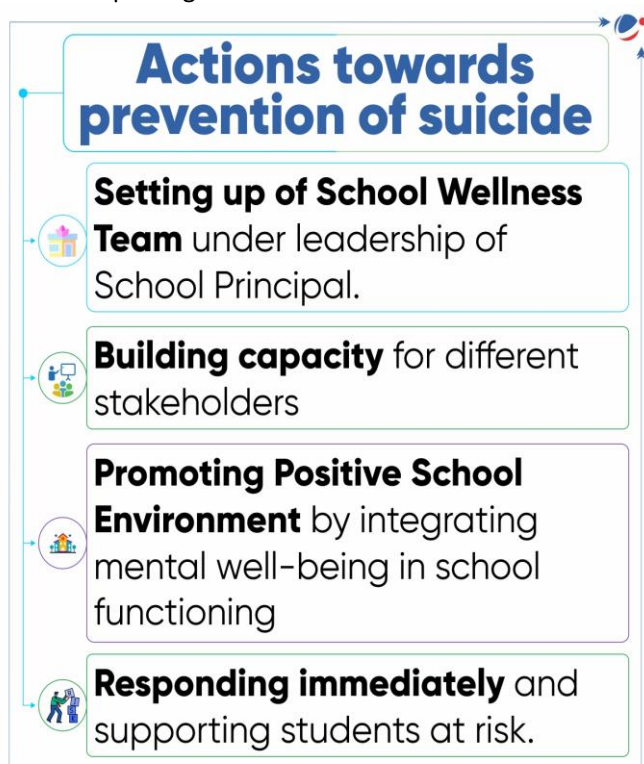 Actions towards
prevention of suicide
Setting up of School Wellness
Team under leadership of
School Principal.
Building capacity for different
stakeholders
Promoting Positive School
Environment by integrating
mental well-being in school
functioning
Responding immediately and
supporting students at risk.